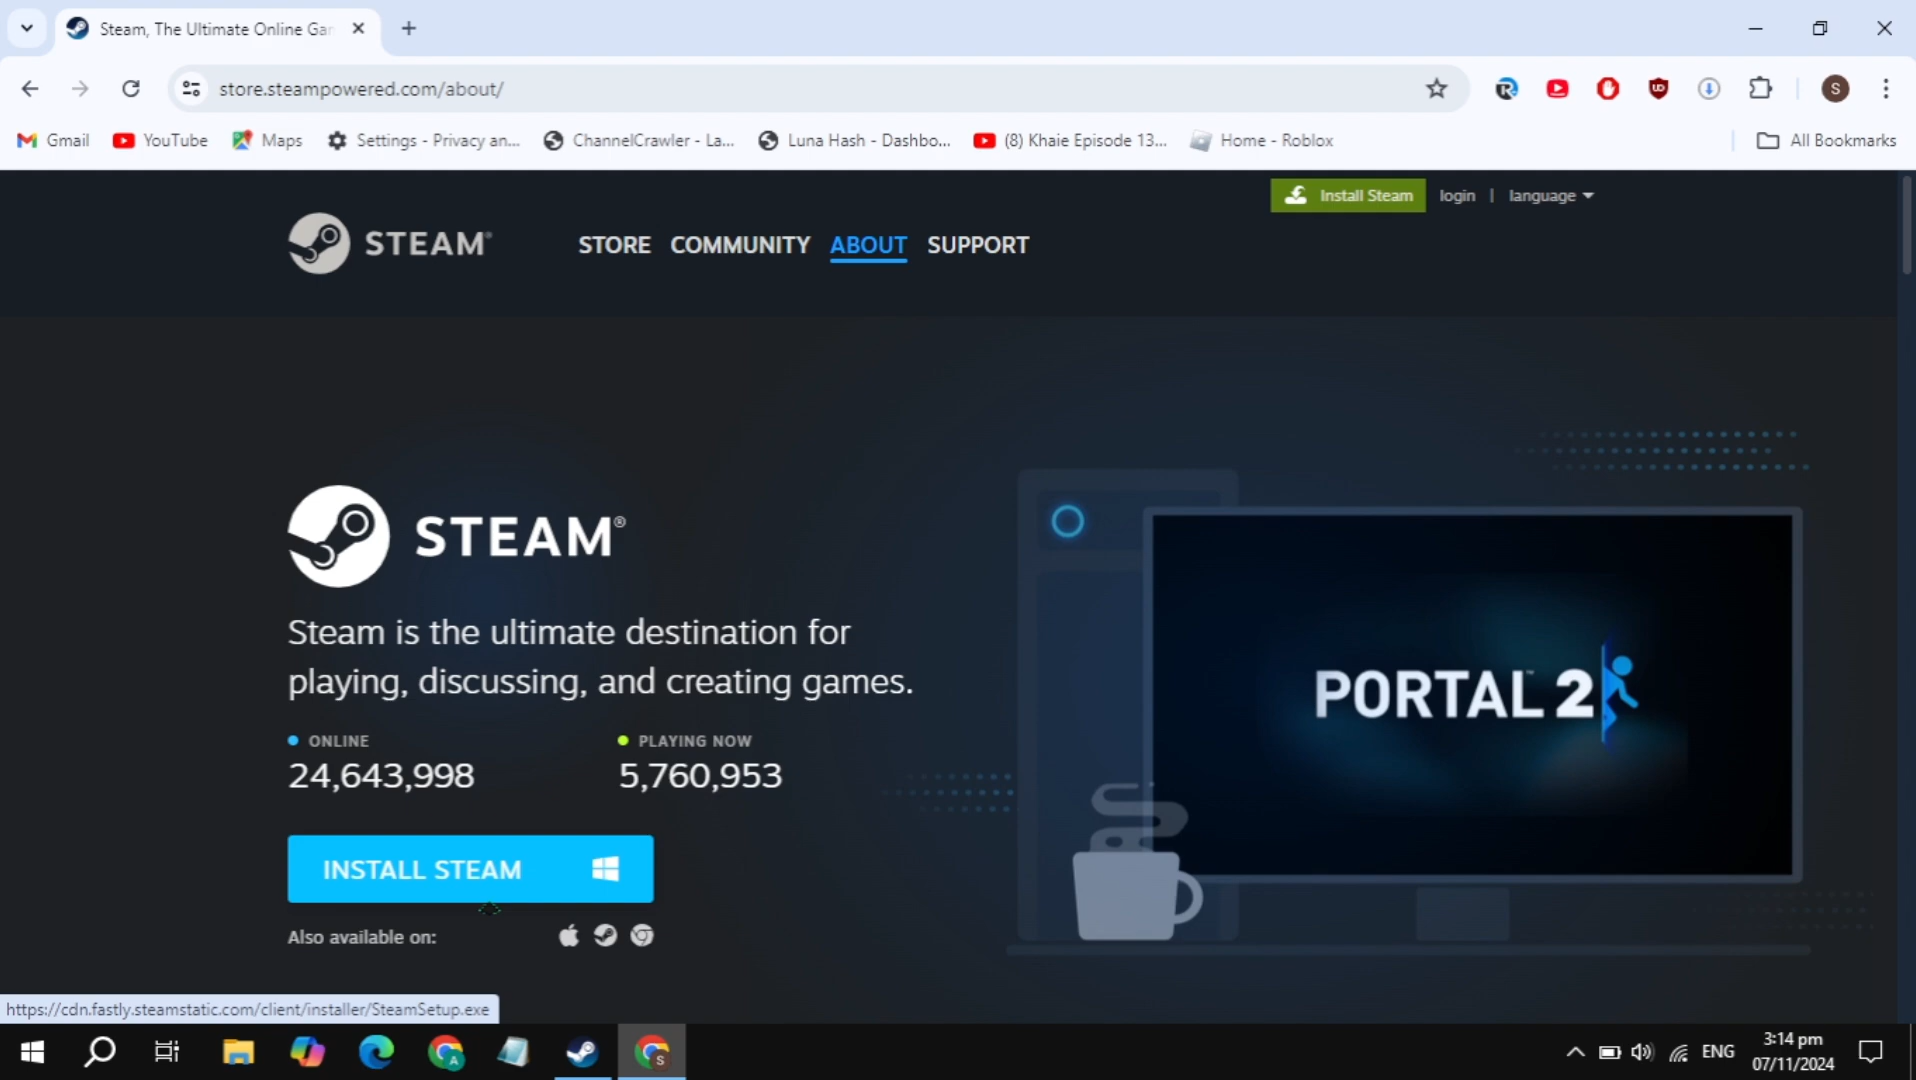 Steam, The Ultimate Online Gar
store.steampowered.com/about/
Gmail
YouTube
Maps
Settings - Privacy an...
ChannelCrawler - La...
Luna Hash - Dashbo...
(8) Khaie Episode 13...
Home - Roblox
All Bookmarks
Install Steam
login | language
STEAM®
STORE COMMUNITY ABOUT SUPPORT
STEAM®
Steam is the ultimate destination for
playing, discussing, and creating games.
ONLINE
24,643,998
PLAYING NOW
5,760,953
INSTALL STEAM
Also available on:
PORTAL 2
https://cdn.fastly.steamstatic.com/client/installer/SteamSetup.exe
ENG
3:14 pm
07/11/2024